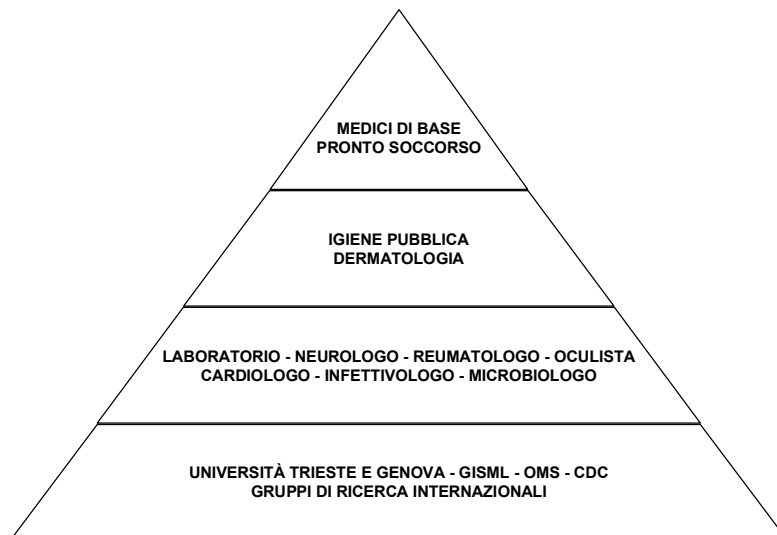 MEDICI DI BASE
PRONTO SOCCORSO
IGIENE PUBBLICA
DERMATOLOGIA
LABORATORIO - NEUROLOGO - REUMATOLOGO - OCULISTA
CARDIOLOGO - INFETTIVOLOGO - MICROBIOLOGO
UNIVERSITÀ TRIESTE E GENOVA - GISML - OMS - CDC
GRUPPI DI RICERCA INTERNAZIONALI